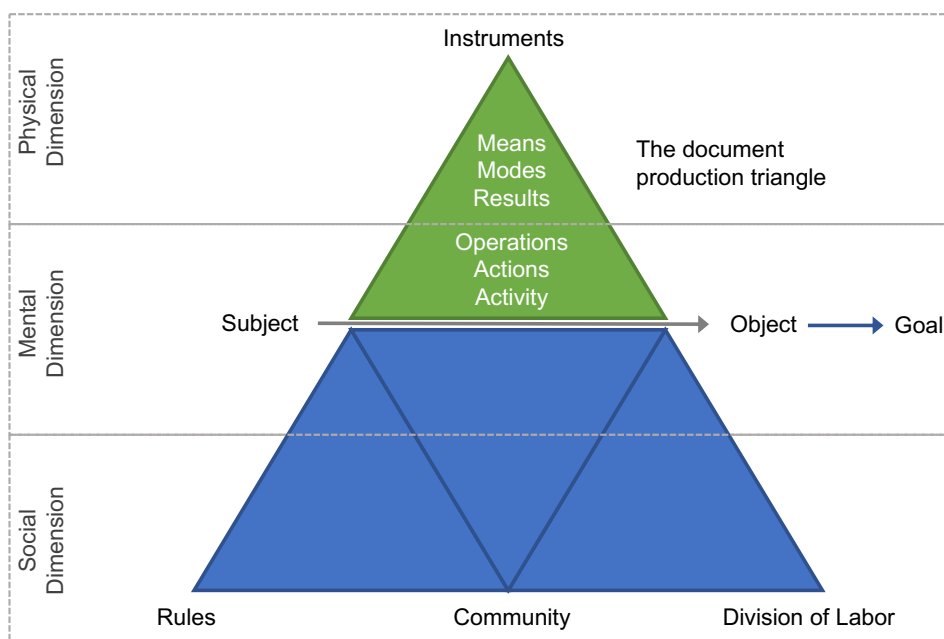 Instruments
Physical
Dimension
Means
Modes
Results
The document
production triangle
Mental
Dimension
Operations
Actions
Activity
Subject
Object
Goal
Social
Dimension
Rules
Community
Division of Labor